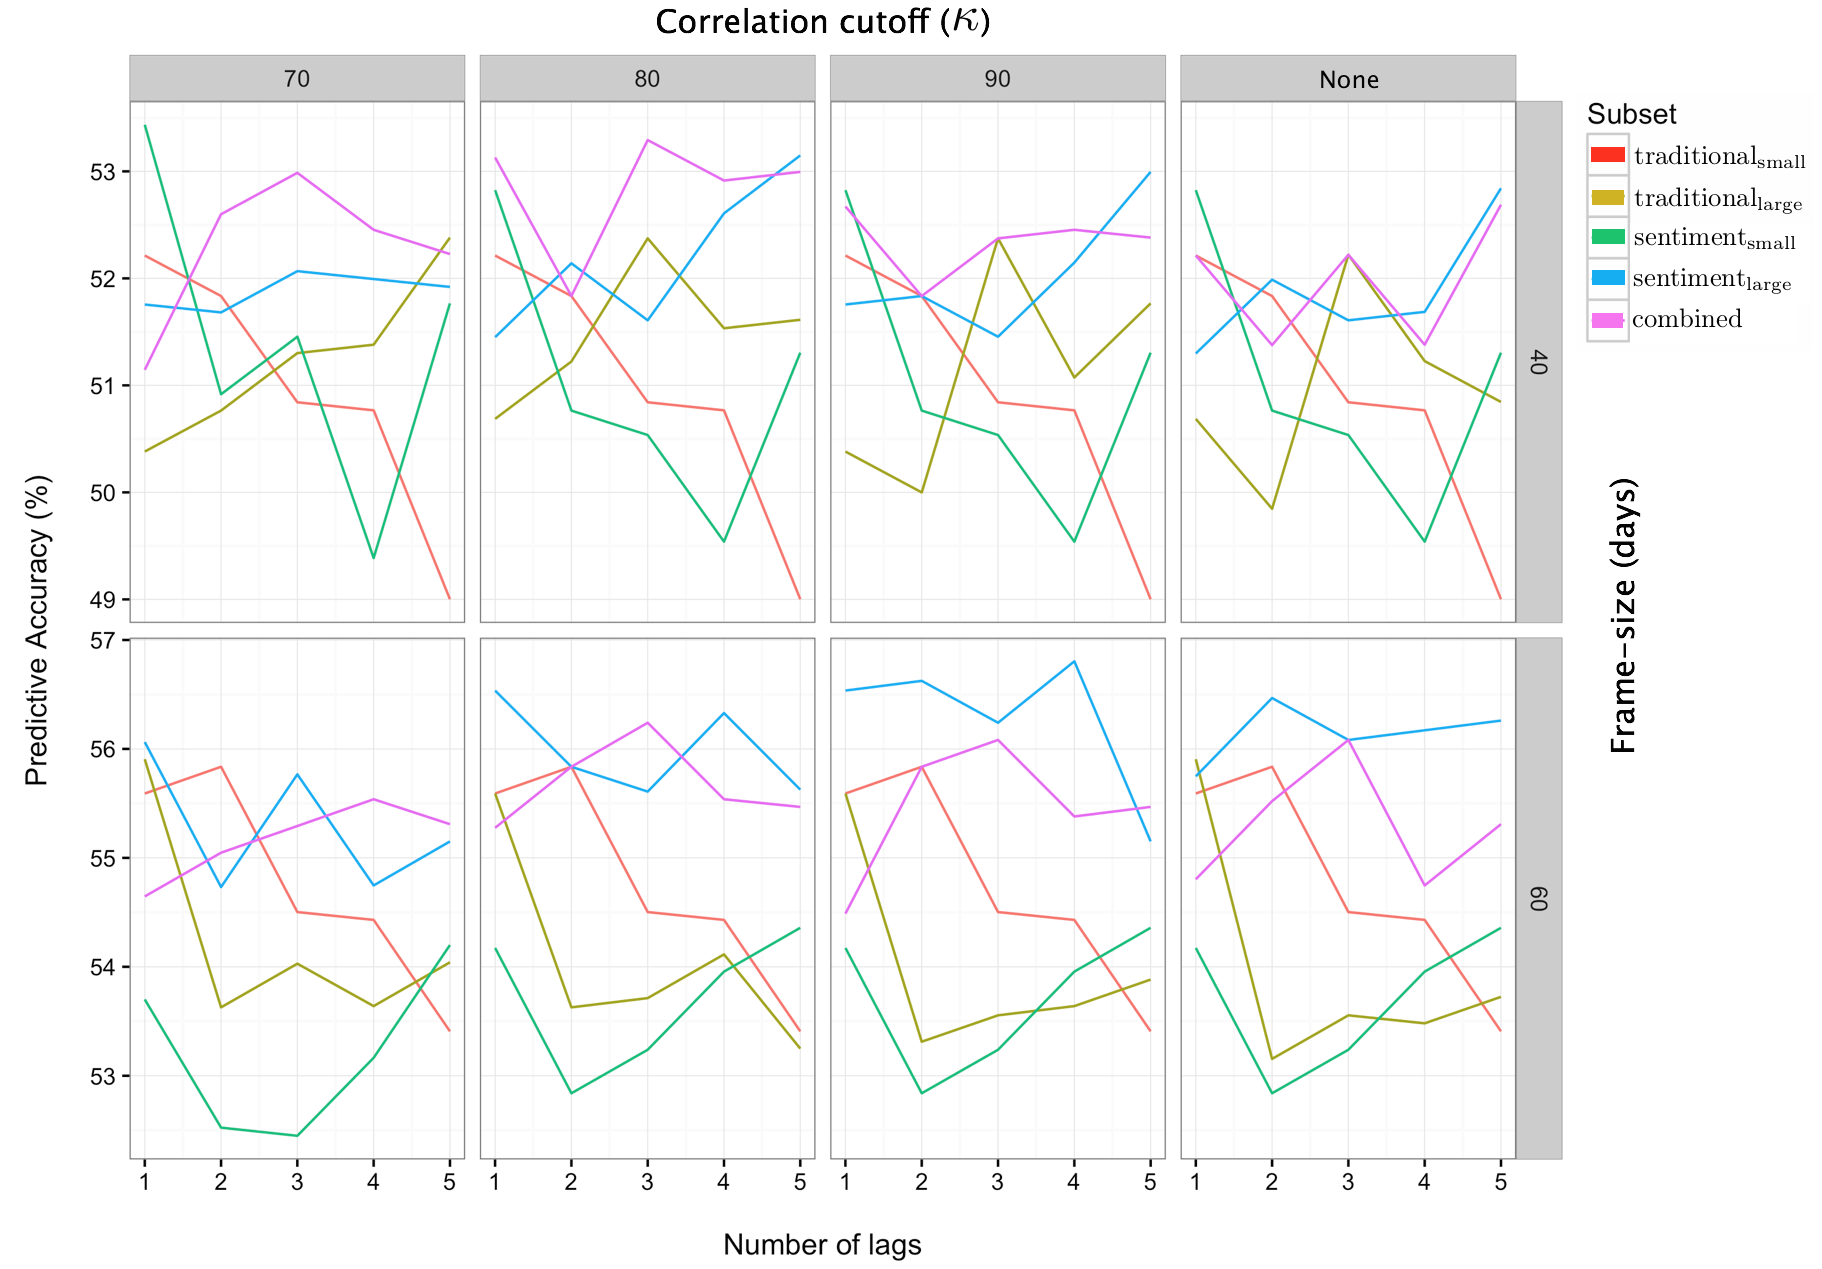 Correlation cutoff (κ)
70 80 90 None
Subset
traditional_small
traditional_large
sentiment_small
sentiment_large
combined
Predictive Accuracy (%)
53
52
51
50
49
40
57
56
55
54
53
60
Frame-size (days)
1 2 3 4 5 1 2 3 4 5 1 2 3 4 5 1 2 3 4 5
Number of lags